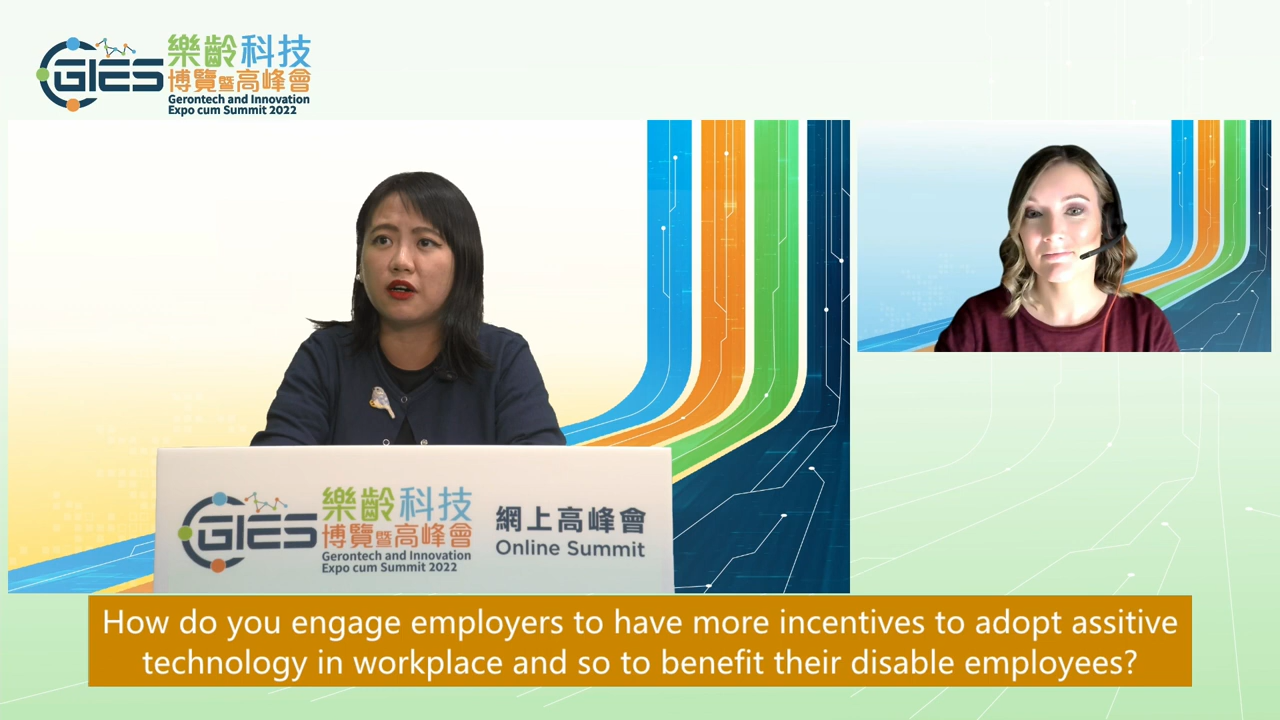 GIES
樂齡科技
博覽暨高峰會
Gerontech and Innovation
Expo cum Summit 2022
GIES
樂齡科技
博覽暨高峰會
Gerontech and Innovation
Expo cum Summit 2022
網上高峰會
Online Summit
How do you engage employers to have more incentives to adopt assitive
technology in workplace and so to benefit their disable employees?